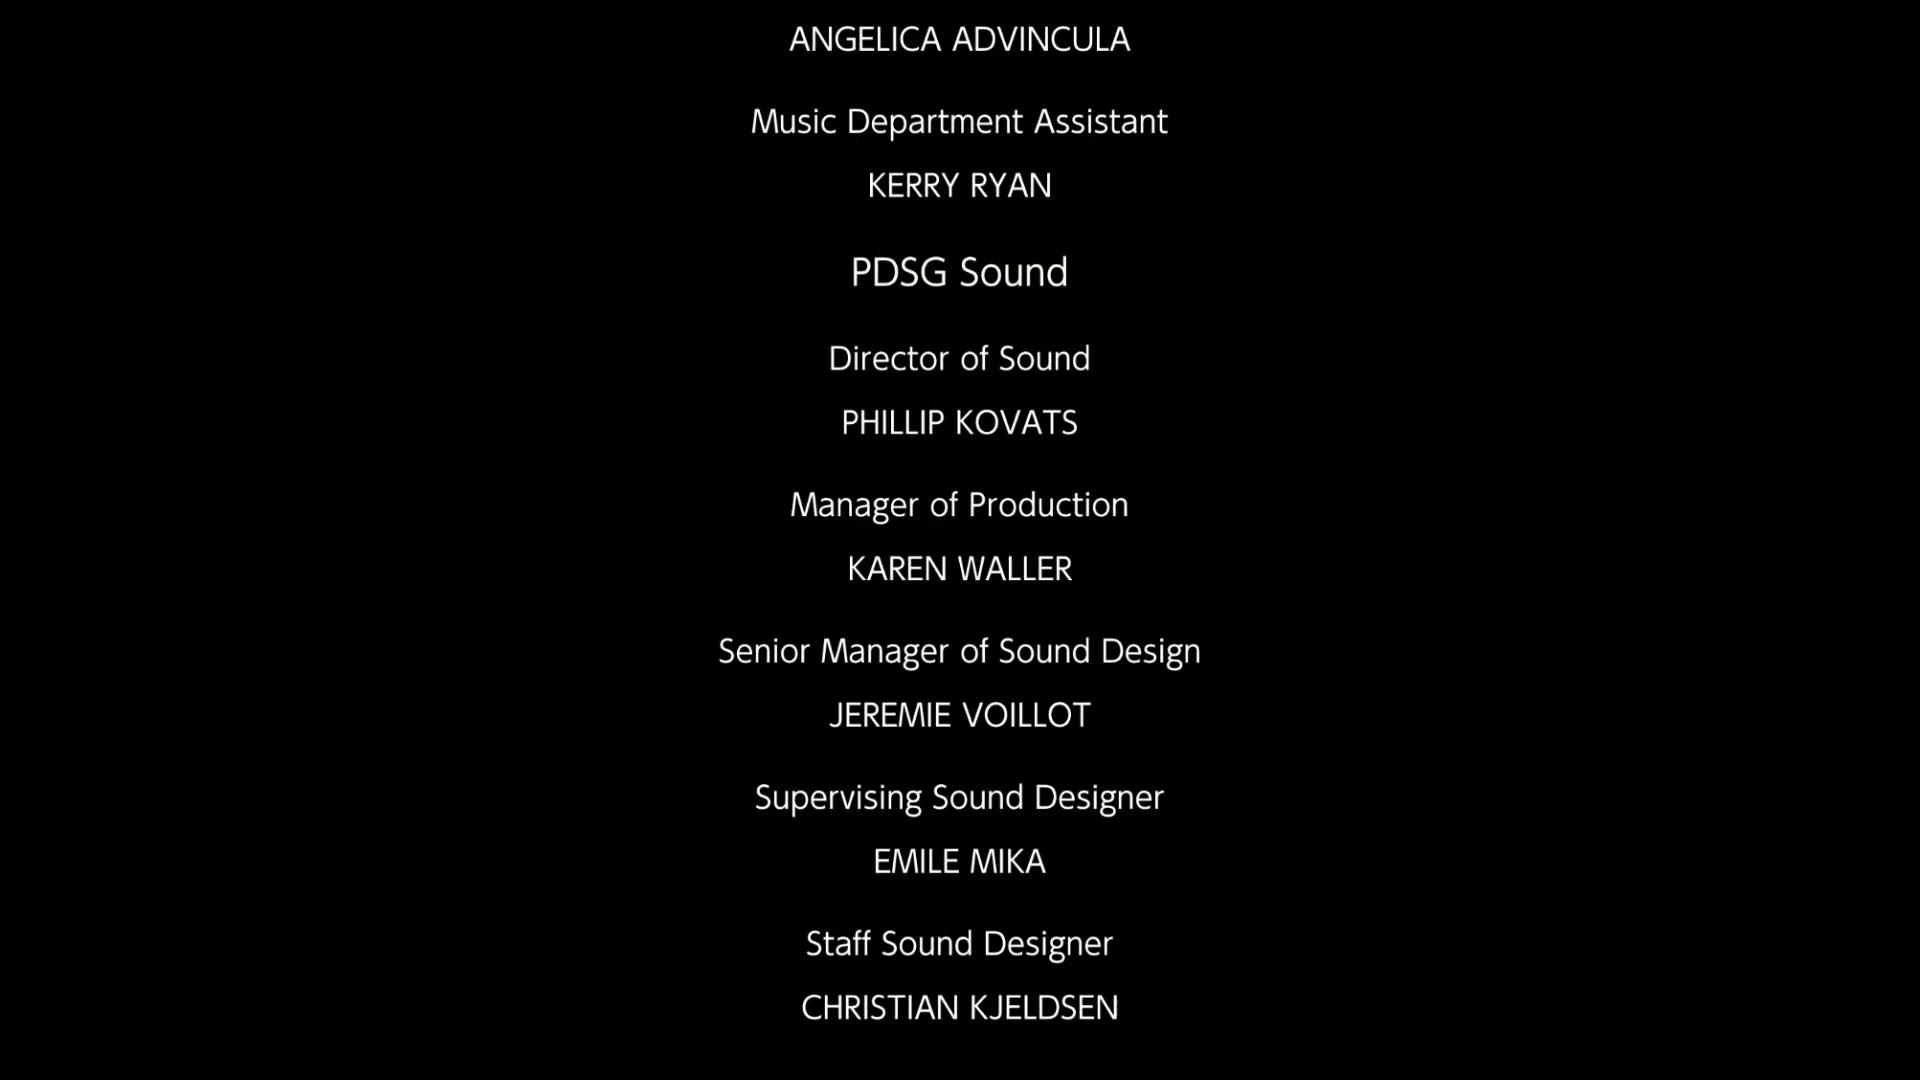 ANGELICA ADVINCULA
Music Department Assistant
KERRY RYAN
PDSG Sound
Director of Sound
PHILLIP KOVATS
Manager of Production
KAREN WALLER
Senior Manager of Sound Design
JEREMIE VOILLOT
Supervising Sound Designer
EMILE MIKA
Staff Sound Designer
CHRISTIAN KJELDSEN